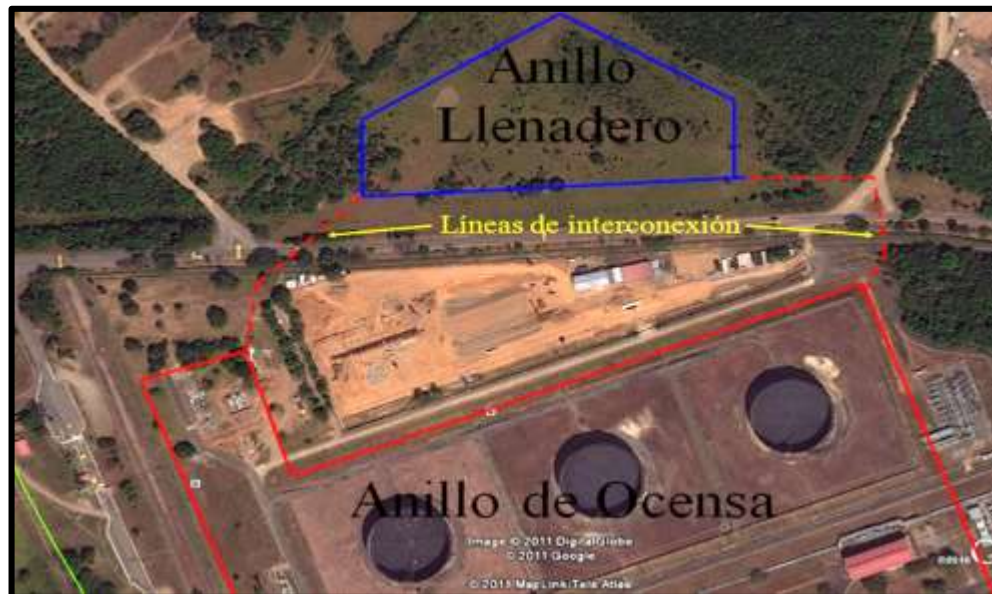 Anillo
Llenadero
Líneas de interconexión
Anillo de Ocensa
Image © 2011 DigitalGlobe
© 2011 Google
© 2011 MapLink/Tele Atlas